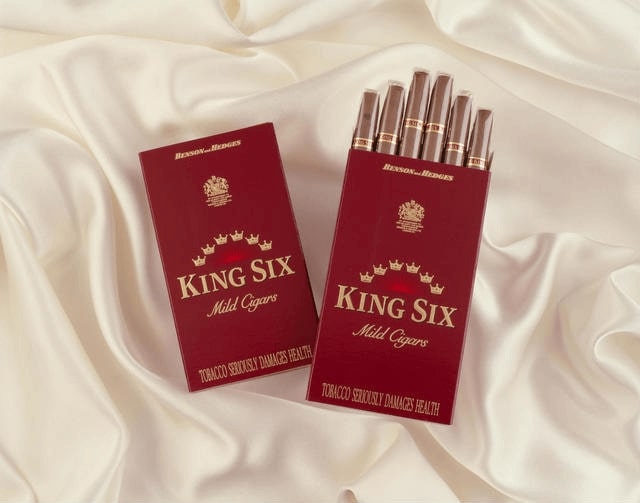 BENSON and HEDGES
KING SIX
Mild Cigars
TOBACCO SERIOUSLY DAMAGES HEALTH
BENSON and HEDGES
KING SIX
Mild Cigars
TOBACCO SERIOUSLY DAMAGES HEALTH